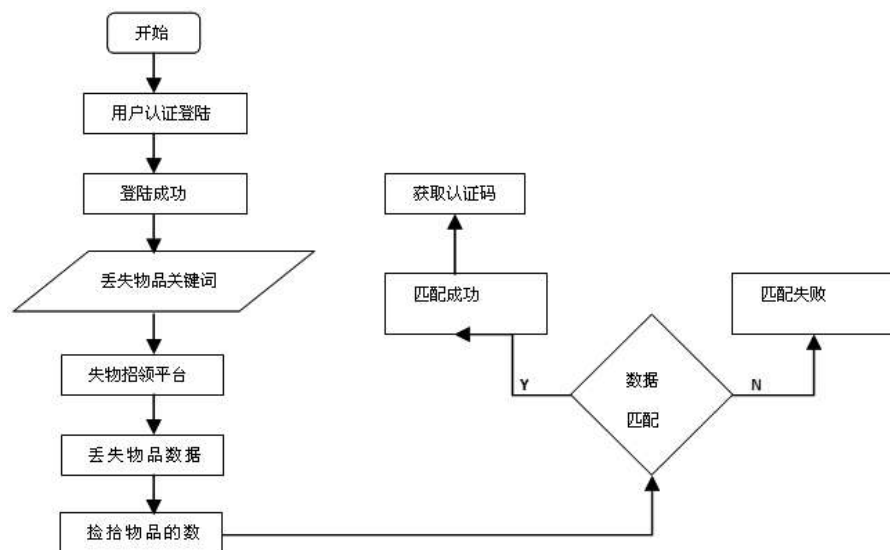 开始
用户认证登陆
登陆成功
丢失物品关键词
失物招领平台
丢失物品数据
捡拾物品的数
获取认证码
匹配成功
匹配失败
Y
数据
匹配
N